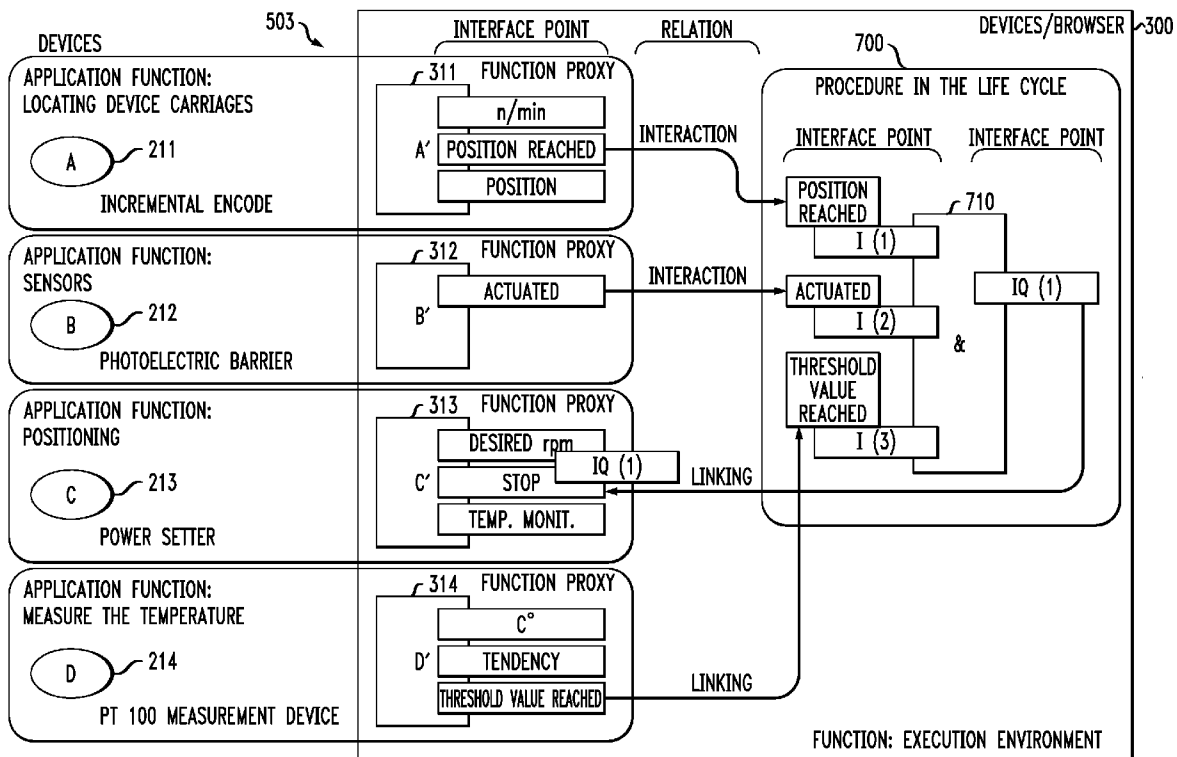 503
DEVICES
INTERFACE POINT
RELATION
DEVICES/BROWSER
300
APPLICATION FUNCTION:
LOCATING DEVICE CARRIAGES
A
211
INCREMENTAL ENCODE
311
FUNCTION PROXY
n/min
A'
POSITION REACHED
POSITION
INTERACTION
APPLICATION FUNCTION:
SENSORS
B
212
PHOTOELECTRIC BARRIER
312
FUNCTION PROXY
ACTUATED
B'
INTERACTION
APPLICATION FUNCTION:
POSITIONING
C
213
POWER SETTER
313
FUNCTION PROXY
DESIRED rpm
IQ (1)
C'
STOP
TEMP. MONIT.
LINKING
APPLICATION FUNCTION:
MEASURE THE TEMPERATURE
D
214
PT 100 MEASUREMENT DEVICE
314
FUNCTION PROXY
C°
D'
TENDENCY
THRESHOLD VALUE REACHED
LINKING
700
PROCEDURE IN THE LIFE CYCLE
INTERFACE POINT
INTERFACE POINT
POSITION
REACHED
I (1)
710
ACTUATED
I (2)
&
IQ (1)
THRESHOLD
VALUE
REACHED
I (3)
FUNCTION: EXECUTION ENVIRONMENT